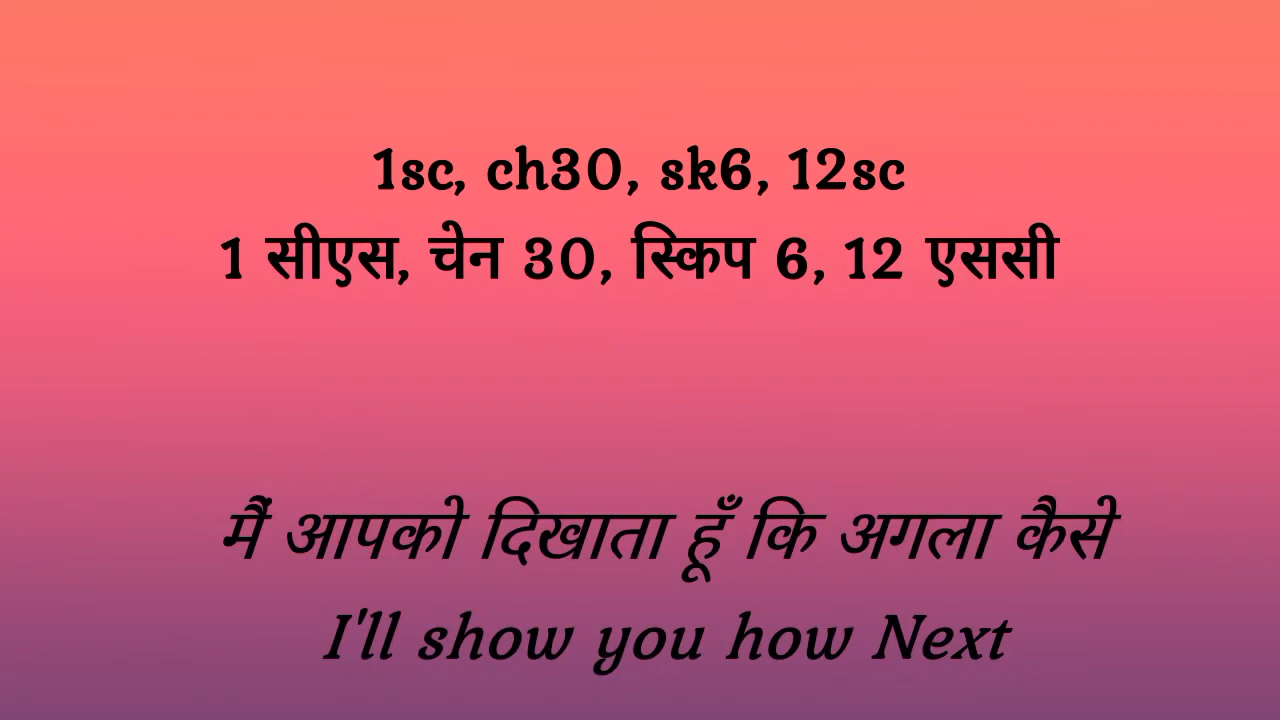 1sc, ch30, sk6, 12sc
1 सीएस, चेन 30, स्किप 6, 12 एससी
मैं आपको दिखाता हूँ कि अगला कैसे
I'll show you how Next